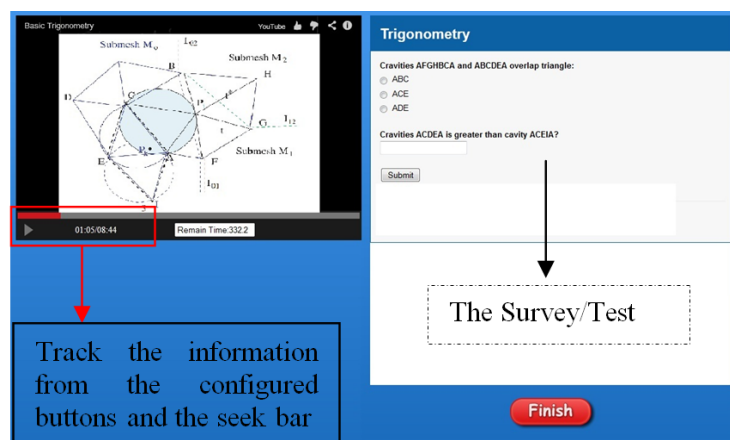 Basic Trigonometry
YouTube
I02
Submesh M0
Submesh M2
B
H
D
C
P
t"
G
I12
t
Submesh M1
E
P
A
F
I01
01:05/08:44
Remain Time:332.2
Track the information
from the configured
buttons and the seek bar
Trigonometry
Cravities AFGHBCA and ABCDEA overlap triangle:
ABC
ACE
ADE
Cravities ACDEA is greater than cavity ACEIA?
Submit
The Survey/Test
Finish